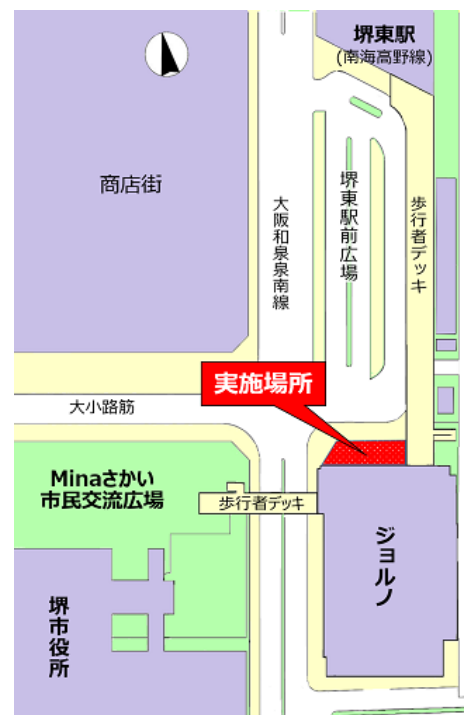 堺東駅
(南海高野線)
商店街
大阪和泉泉南線
堺東駅前広場
歩行者デッキ
実施場所
大小路筋
Minaさかい
市民交流広場
歩行者デッキ
ジョルノ
堺市役所